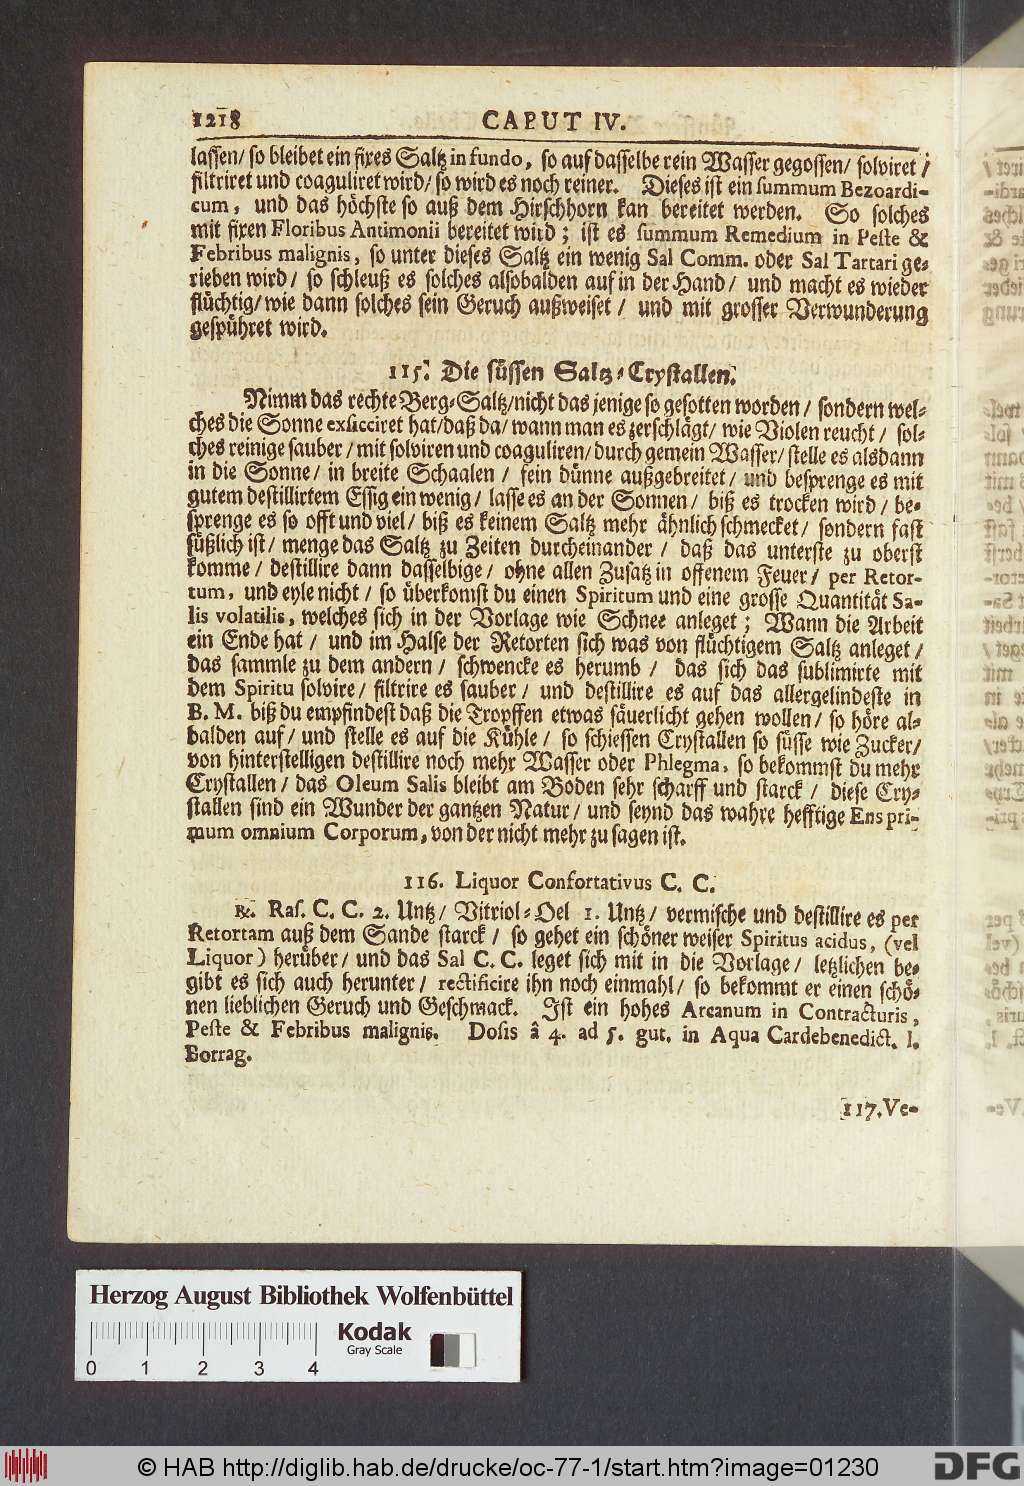 1218 CAPUT IV.
lassen/ so bleibet ein fixes Saltz in fundo, so auf dasselbe rein Wasser gegossen/ solviret/
filtriret und coaguliret wird/ so wird es noch reiner. Dieses ist ein summum Bezoardi-
cum, und das höchste so auß dem Hirschhorn kan bereitet werden. So solches
mit fixen Floribus Antimonii bereitet wird; ist es summum Remedium in Peste &
Febribus malignis, so unter dieses Saltz ein wenig Sal Comm. oder Sal Tartari ge-
rieben wird/ so schleuß es solches alsobalden auf in der Hand/ und macht es wieder
flüchtig/ wie dann solches sein Geruch außweiset/ und mit grosser Verwunderung
gespühret wird.
115. Die süssen Saltz-Crystallen.
Nimm das rechte Berg-Saltz/ nicht das jenige so gesotten worden/ sondern wel-
ches die Sonne exsicciret hat/ daß da/ wann man es zerschlägt/ wie Violen reucht/ sol-
ches reinige sauber/ mit solviren und coaguliren/ durch gemein Wasser/ stelle es alsdann
in die Sonne/ in breite Schaalen/ fein dünne außgebreitet/ und besprenge es mit
gutem destillirtem Essig ein wenig/ lasse es an der Sonnen/ biß es trocken wird/ be-
sprenge es so offt und viel/ biß es keinem Saltz mehr ähnlich schmecket/ sondern fast
süßlich ist/ menge das Saltz zu Zeiten durcheinander/ daß das unterste zu oberst
komme/ destillire dann dasselbige/ ohne allen Zusatz in offenem Feuer/ per Retor-
tum, und eyle nicht/ so überkomst du einen Spiritum und eine grosse Quantität Sa-
lis volatilis, welches sich in der Vorlage wie Schnee anleget; Wann die Arbeit
ein Ende hat/ und im Halse der Retorten sich was von flüchtigem Saltz anleget/
das sammle zu dem andern/ schwencke es herumb/ das sich das sublimirte mit
dem Spiritu solvire/ filtrire es sauber/ und destillire es auf das allergelindeste in
B. M. biß du empfindest daß die Tropffen etwas säuerlicht gehen wollen/ so höre al-
balden auf/ und stelle es auf die Kühle/ so schiessen Crystallen so süsse wie Zucker/
von hinterstelligen destillire noch mehr Wasser oder Phlegma, so bekommst du mehr
Crystallen/ das Oleum Salis bleibt am Boden sehr scharff und starck/ diese Cry-
stallen sind ein Wunder der gantzen Natur/ und seynd das wahre hefftige Ens pri-
mum omnium Corporum, von der nicht mehr zu sagen ist.
116. Liquor Confortativus C. C.
℞. Ras. C. C. 2. Untz/ Vitriol-Oel 1. Untz/ vermische und destillire es per
Retortam auß dem Sande starck/ so gehet ein schöner weiser Spiritus acidus, (vel
Liquor) herüber/ und das Sal C. C. leget sich mit in die Vorlage/ letzlichen be-
gibt es sich auch herunter/ rectificire ihn noch einmahl/ so bekommt er einen schö-
nen lieblichen Geruch und Geschmack. Ist ein hohes Arcanum in Contracturis,
Peste & Febribus malignis. Dosis â 4. ad 5. gut. in Aqua Cardebenedict. l.
Borrag.
117. Ve-
Herzog August Bibliothek Wolfenbüttel
Kodak
Gray Scale
0 1 2 3 4
© HAB http://diglib.hab.de/drucke/oc-77-1/start.htm?image=01230
DFG